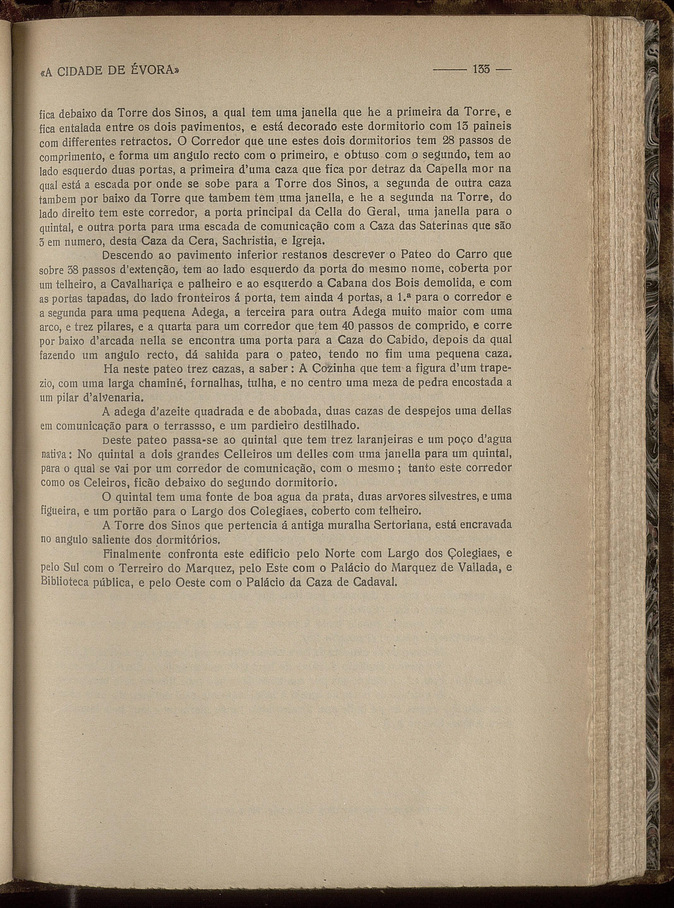 «A CIDADE DE ÉVORA» —— 133 —
fica debaixo da Torre dos Sinos, a qual tem uma janella que he a primeira da Torre, e
fica entalada entre os dois pavimentos, e está decorado este dormitorio com 13 paineis
com differentes retractos. O Corredor que une estes dois dormitorios tem 28 passos de
comprimento, e forma um angulo recto com o primeiro, e obtuso com o segundo, tem ao
lado esquerdo duas portas, a primeira d'uma caza que fica por detraz da Capella mor na
qual está a escada por onde se sobe para a Torre dos Sinos, a segunda de outra caza
tambem por baixo da Torre que tambem tem uma janella, e he a segunda na Torre, do
lado direito tem este corredor, a porta principal da Cella do Geral, uma janella para o
quintal, e outra porta para uma escada de comunicação com a Caza das Saterinas que são
3 em numero, desta Caza da Cera, Sachristia, e Igreja.
Descendo ao pavimento inferior restanos descrever o Pateo do Carro que
sobre 38 passos d'extenção, tem ao lado esquerdo da porta do mesmo nome, coberta por
um telheiro, a Cavalhariça e palheiro e ao esquerdo a Cabana dos Bois demolida, e com
as portas tapadas, do lado fronteiros á porta, tem ainda 4 portas, a 1.ª para o corredor e
a segunda para uma pequena Adega, a terceira para outra Adega muito maior com uma
arco, e trez pilares, e a quarta para um corredor que tem 40 passos de comprido, e corre
por baixo d'arcada nella se encontra uma porta para a Caza do Cabido, depois da qual
fazendo um angulo recto, dá sahida para o pateo, tendo no fim uma pequena caza.
Ha neste pateo trez cazas, a saber : A Cozinha que tem a figura d'um trape-
zio, com uma larga chaminé, fornalhas, tulha, e no centro uma meza de pedra encostada a
um pilar d'alvenaria.
A adega d'azeite quadrada e de abobada, duas cazas de despejos uma dellas
em comunicação para o terrassso, e um pardieiro destilhado.
Deste pateo passa-se ao quintal que tem trez laranjeiras e um poço d'agua
nativa : No quintal a dois grandes Celleiros um delles com uma janella para um quintal,
para o qual se vai por um corredor de comunicação, com o mesmo ; tanto este corredor
como os Celeiros, ficão debaixo do segundo dormitorio.
O quintal tem uma fonte de boa agua da prata, duas arvores silvestres, e uma
figueira, e um portão para o Largo dos Colegiaes, coberto com telheiro.
A Torre dos Sinos que pertencia á antiga muralha Sertoriana, está encravada
no angulo saliente dos dormitórios.
Finalmente confronta este edificio pelo Norte com Largo dos Çolegiaes, e
pelo Sul com o Terreiro do Marquez, pelo Este com o Palácio do Marquez de Vallada, e
Biblioteca pública, e pelo Oeste com o Palácio da Caza de Cadaval.